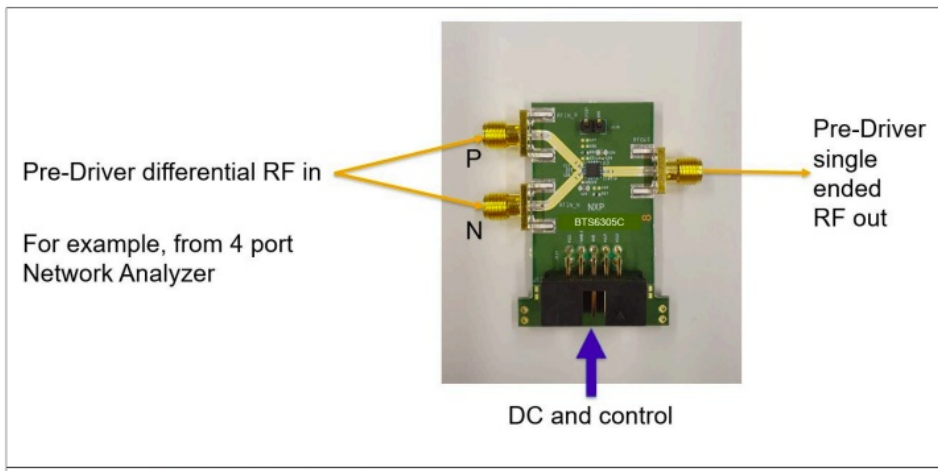 Pre-Driver differential RF in
For example, from 4 port
Network Analyzer
P
N
RFIN_N
NXP
BTS6305C
Pre-Driver
single
ended
RF out
DC and control